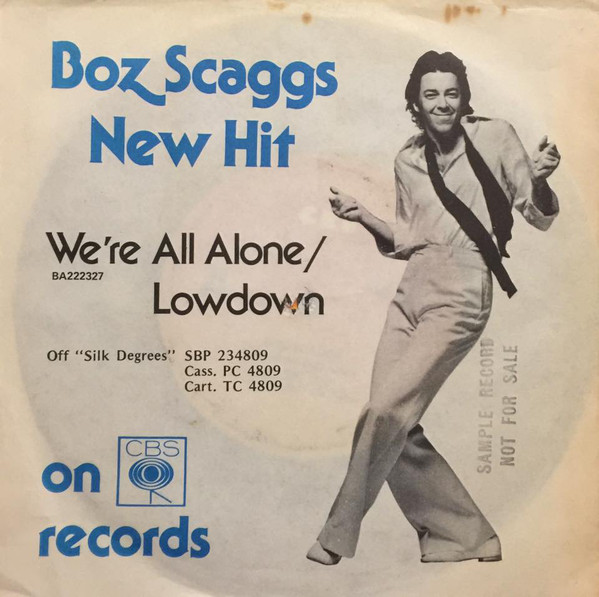 Boz Scaggs
New Hit
We're All Alone/
BA222327
Lowdown
Off "Silk Degrees" SBP 234809
Cass. PC 4809
Cart. TC 4809
on CBS
records
SAMPLE RECORD
NOT FOR SALE